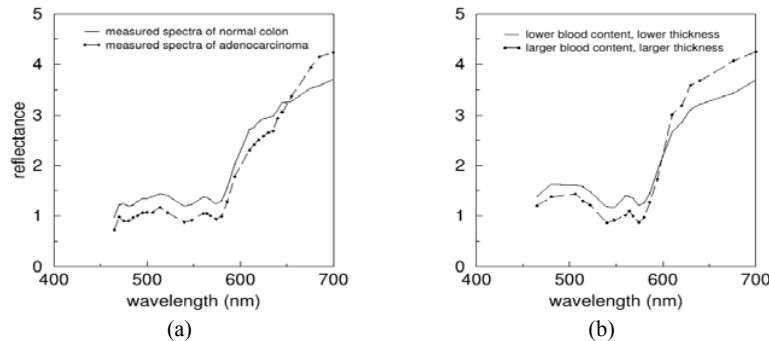 5
4
3
2
1
0
reflectance
measured spectra of normal colon
measured spectra of adenocarcinoma
400 500 600 700
wavelength (nm)
(a)
5
4
3
2
1
0
lower blood content, lower thickness
larger blood content, larger thickness
400 500 600 700
wavelength (nm)
(b)